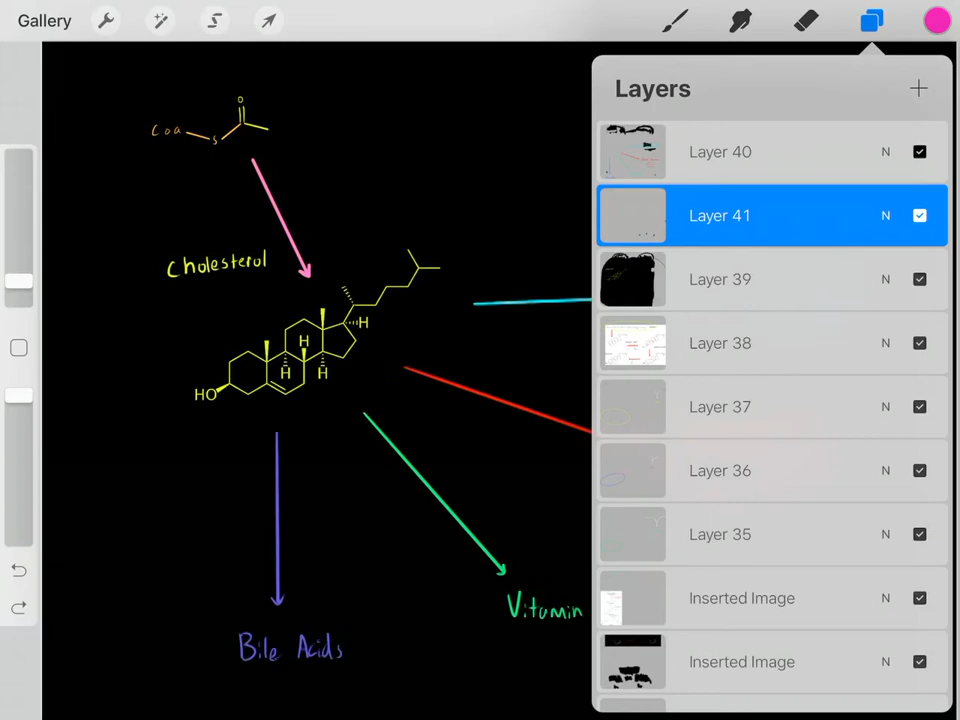 Gallery
Layers
Layer 40 N
Layer 41 N
Layer 39 N
Layer 38 N
Layer 37 N
Layer 36 N
Layer 35 N
Inserted Image N
Inserted Image N
O
Coa S
Cholesterol
H
H
H H
HO
Vitamin
Bile Acids